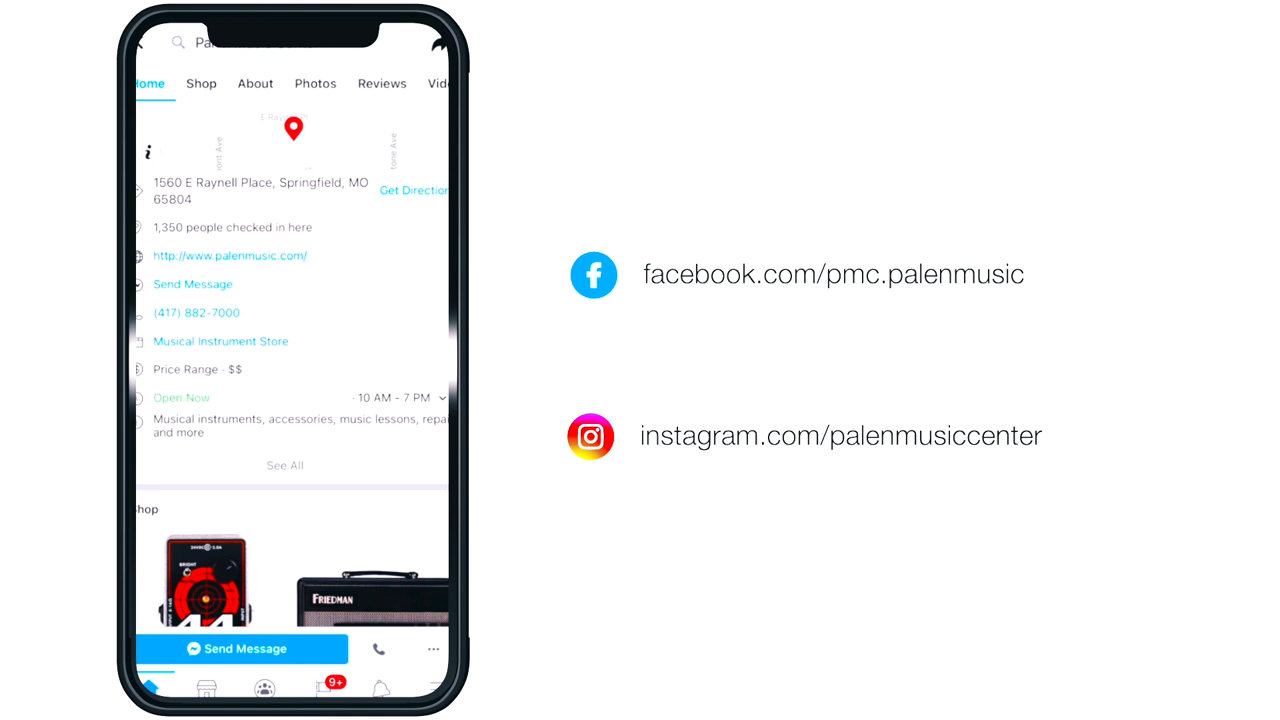 Home Shop About Photos Reviews
1560 E Raynell Place, Springfield, MO
65804
Get Direction
1,350 people checked in here
http://www.palenmusic.com/
Send Message
(417) 882-7000
Musical Instrument Store
Price Range · $$
Open Now · 10 AM - 7 PM
Musical instruments, accessories, music lessons, repai
and more
See All
Shop
BRIGHT
FRIEDMAN
Send Message
9+
facebook.com/pmc.palenmusic
instagram.com/palenmusiccenter